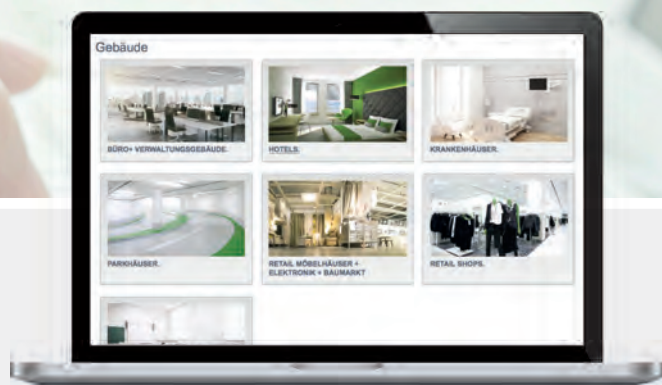 Gebäude
BÜRO+ VERWALTUNGSGEBÄUDE.
HOTELS.
KRANKENHÄUSER.
PARKHÄUSER.
RETAIL MÖBELHÄUSER +
ELEKTRONIK + BAUMARKT
RETAIL SHOPS.